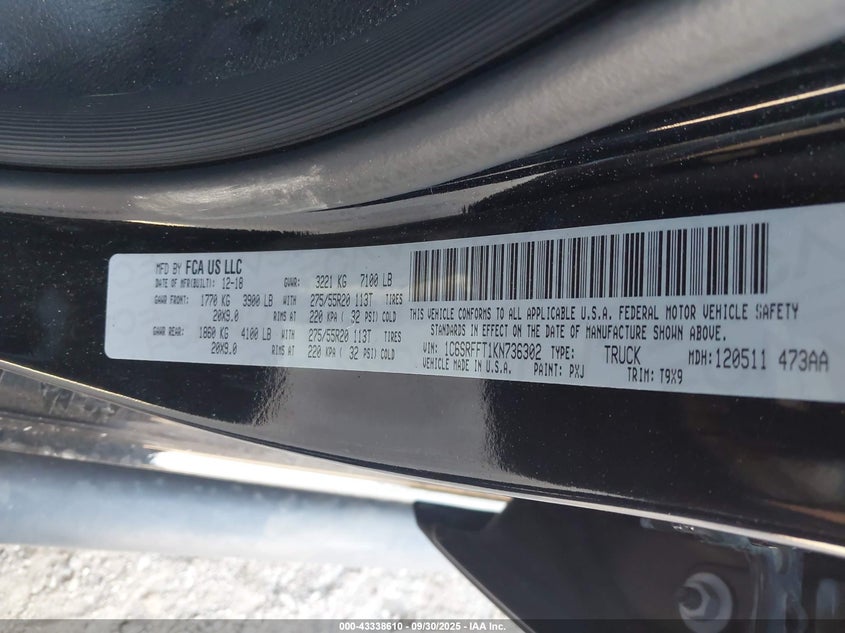 MFD BY FCA US LLC
DATE OF MFR(BUILT): 12-18 GVWR: 3221 KG 7100 LB
GAWR FRONT: 1770 KG 3900 LB WITH 275/55R20 113T TIRES
20X9.0 RIMS AT 220 KPA ( 32 PSI) COLD
GAWR REAR: 1860 KG 4100 LB WITH 275/55R20 113T TIRES
20X9.0 RIMS AT 220 KPA ( 32 PSI) COLD
THIS VEHICLE CONFORMS TO ALL APPLICABLE U.S.A. FEDERAL MOTOR VEHICLE SAFETY
STANDARDS IN EFFECT ON THE DATE OF MANUFACTURE SHOWN ABOVE.
VIN: 1C6SRFFT1KN736302 TYPE: TRUCK MDH:120511 473AA
VEHICLE MADE IN U.S.A. PAINT: PXJ TRIM: T9X9
000-43338610 - 09/30/2025 - IAA Inc.